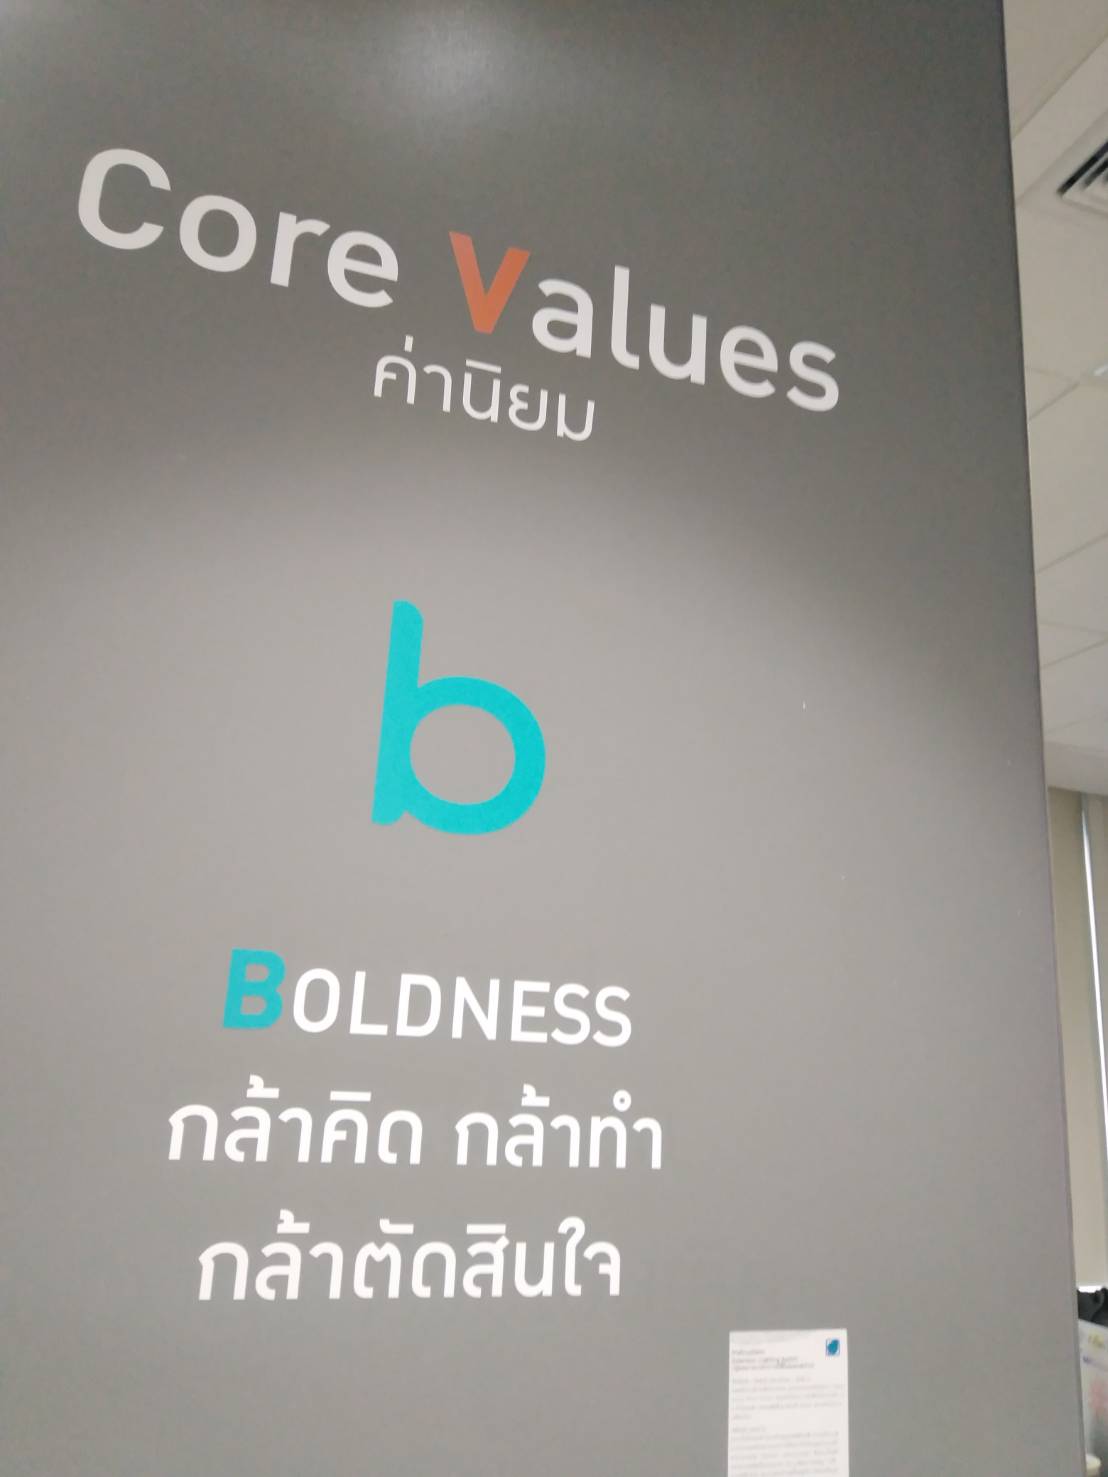 Core Values
ค่านิยม
b
BOLDNESS
กล้าคิด กล้าทำ
กล้าตัดสินใจ